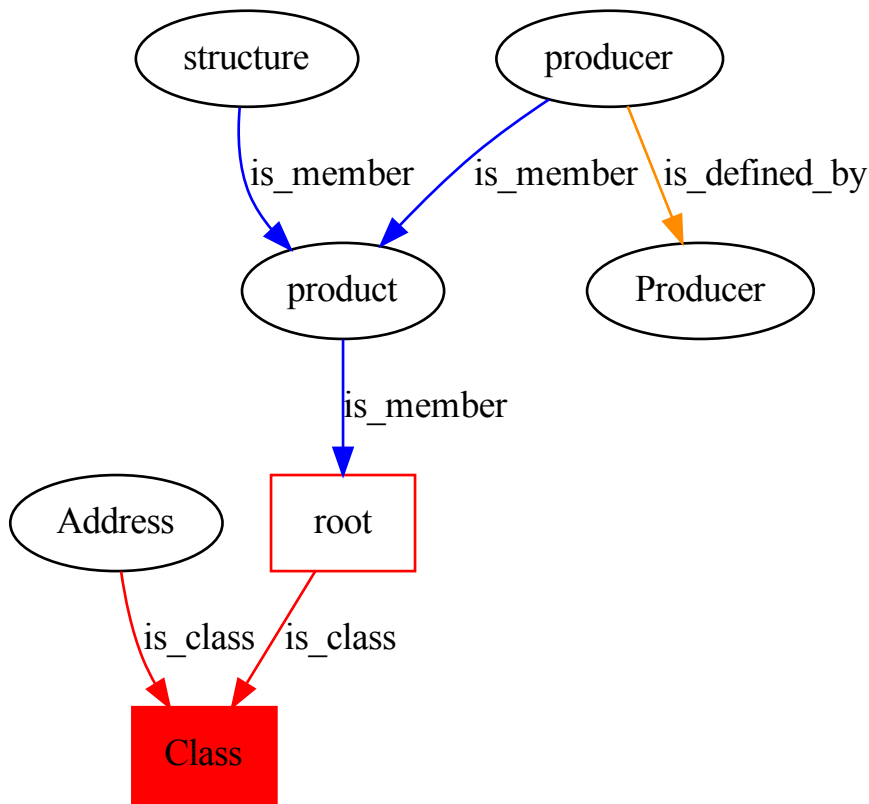 structure
producer
is_member
is_member
is_defined_by
product
Producer
is_member
Address
root
is_class
is_class
Class